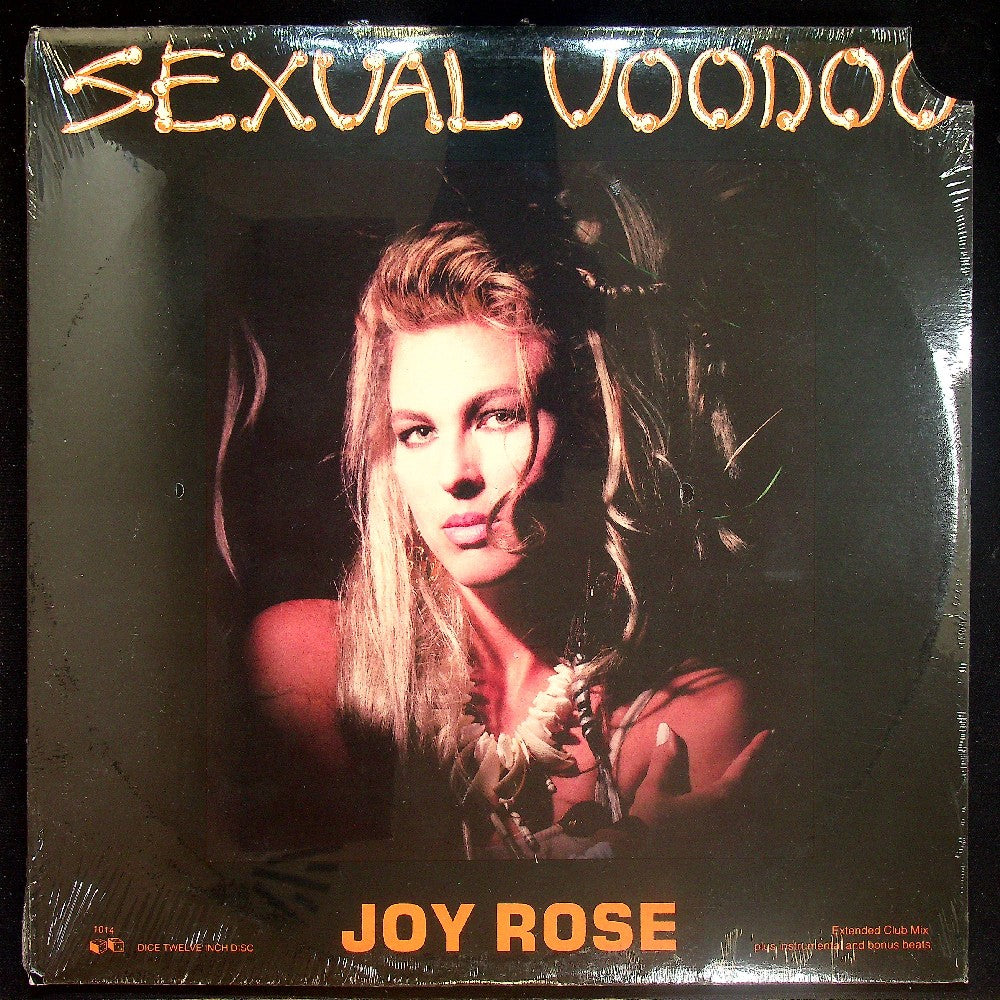 SEXUAL VOODOO
JOY ROSE
1014
DICE TWELVE INCH DISC
Extended Club Mix
plus instrumental and bonus beats